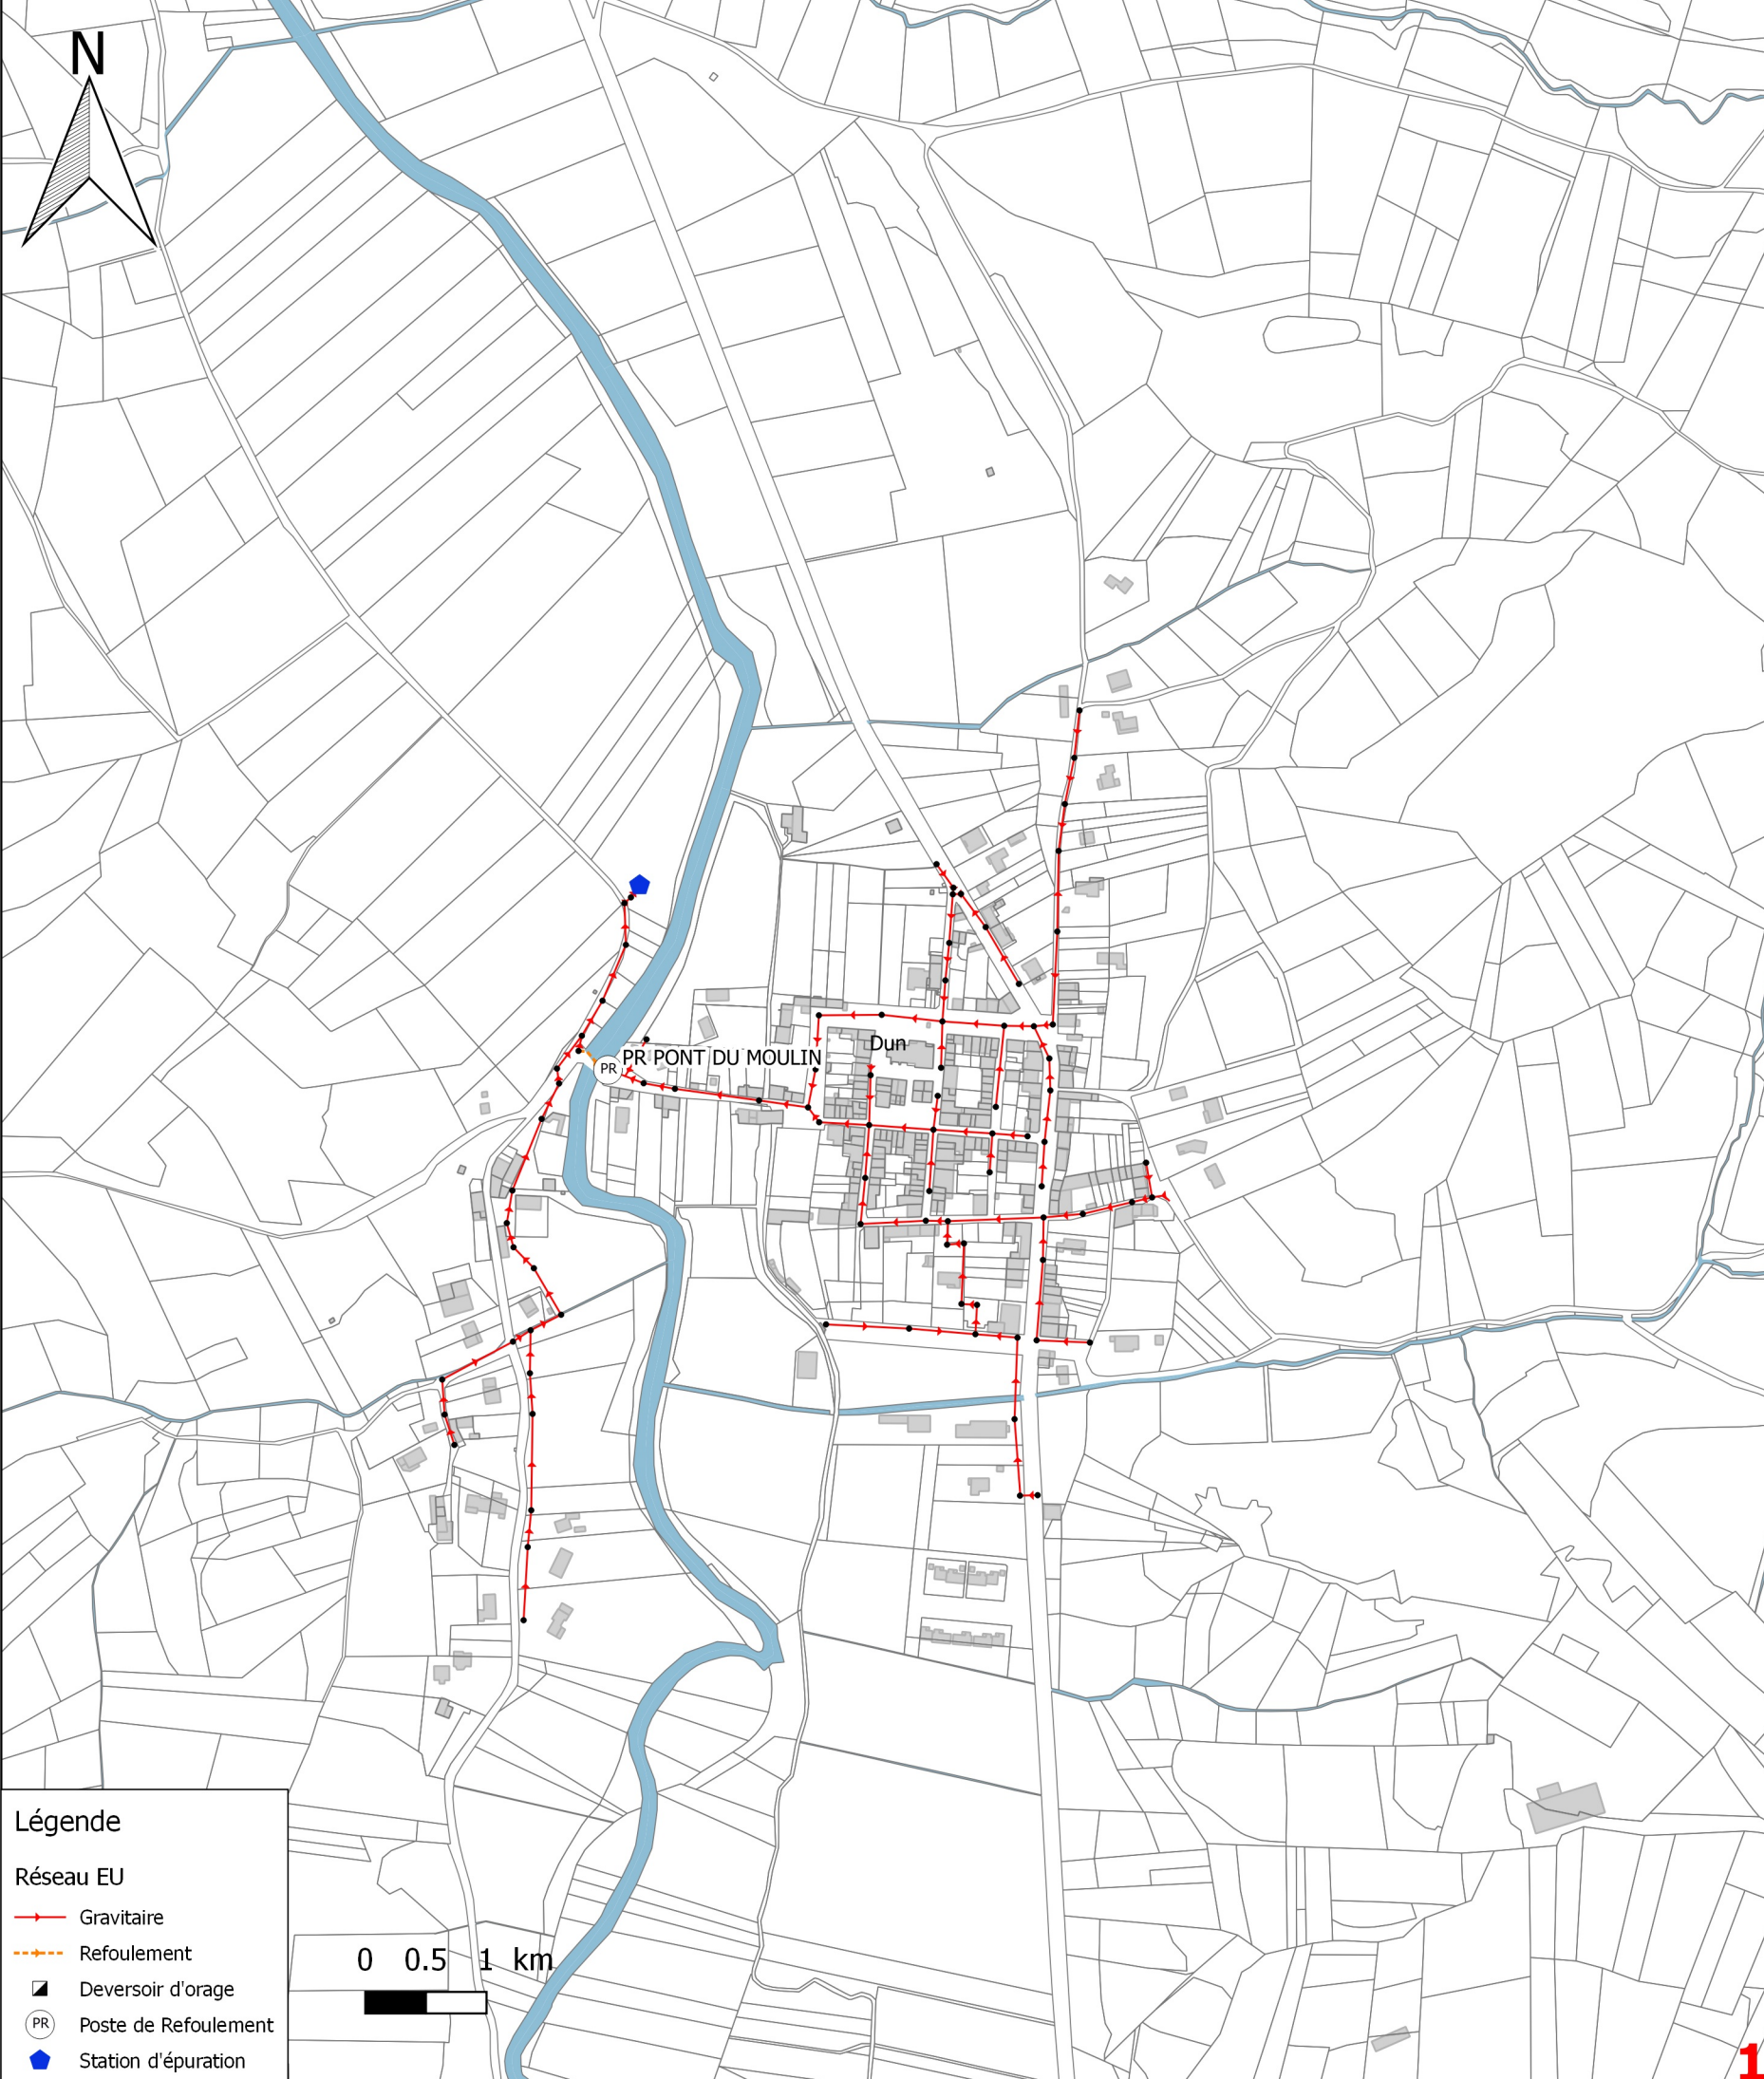 N
PR PONT DU MOULIN
Dun
PR
Légende
Réseau EU
Gravitaire
Refoulement
Deversoir d'orage
PR Poste de Refoulement
Station d'épuration
0 0.5 1 km
1